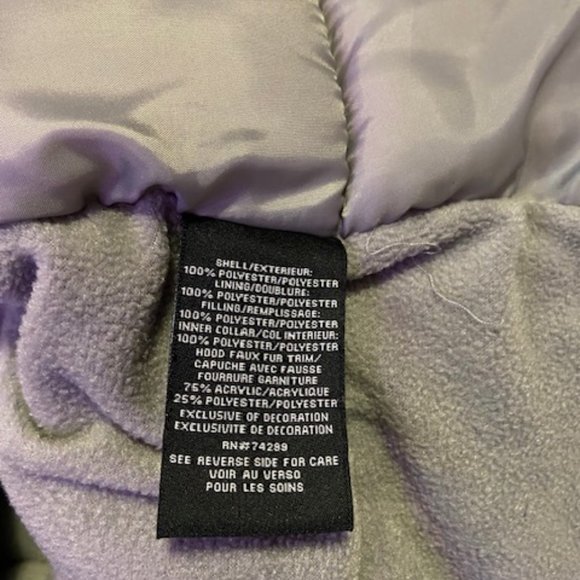 SHELL/EXTERIEUR:
100% POLYESTER/POLYESTER
LINING/DOUBLURE:
100% POLYESTER/POLYESTER
FILLING/REMPLISSAGE:
100% POLYESTER/POLYESTER
INNER COLLAR/COL INTERIEUR:
100% POLYESTER/POLYESTER
HOOD FAUX FUR TRIM/
CAPUCHE AVEC FAUSSE
FOURRURE GARNITURE
75% ACRYLIC/ACRYLIQUE
25% POLYESTER/POLYESTER
EXCLUSIVE OF DECORATION
EXCLUSIVITE DE DECORATION
RN#74289
SEE REVERSE SIDE FOR CARE
VOIR AU VERSO
POUR LES SOINS